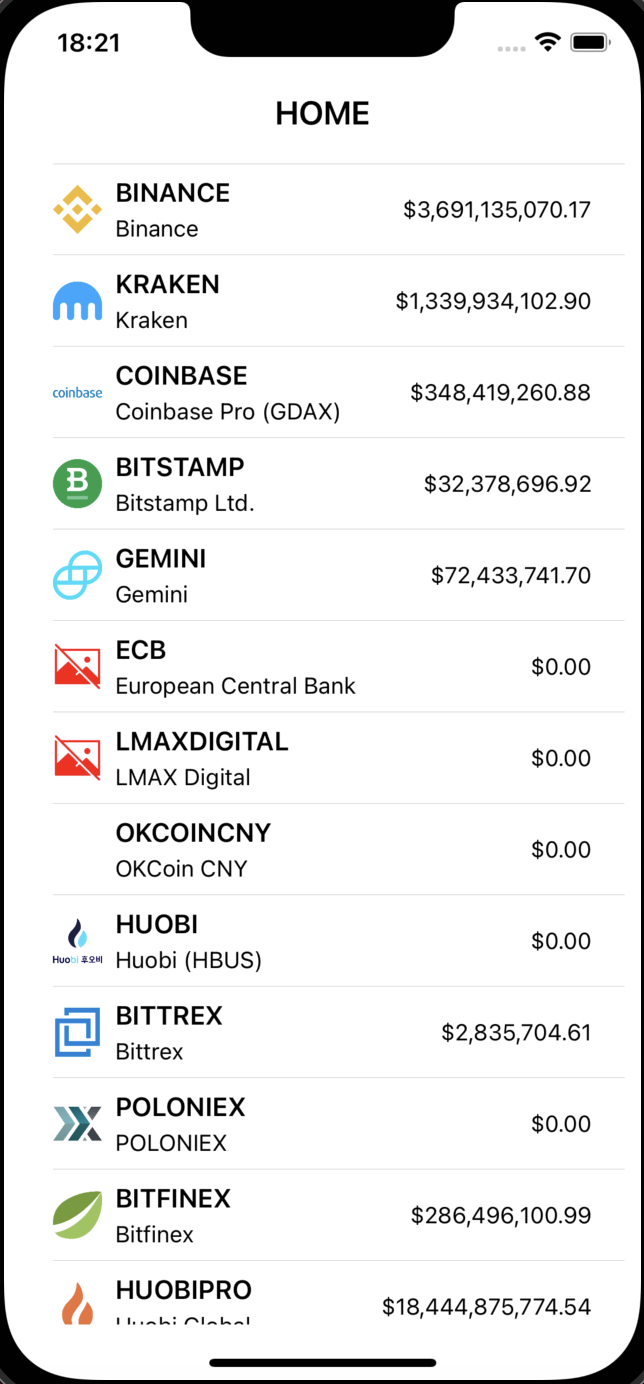 18:21
HOME
BINANCE
Binance
$3,691,135,070.17
KRAKEN
Kraken
$1,339,934,102.90
coinbase
COINBASE
Coinbase Pro (GDAX)
$348,419,260.88
B
BITSTAMP
Bitstamp Ltd.
$32,378,696.92
GEMINI
Gemini
$72,433,741.70
ECB
European Central Bank
$0.00
LMAXDIGITAL
LMAX Digital
$0.00
OKCOINCNY
OKCoin CNY
$0.00
Huobi 후오비
HUOBI
Huobi (HBUS)
$0.00
BITTREX
Bittrex
$2,835,704.61
POLONIEX
POLONIEX
$0.00
BITFINEX
Bitfinex
$286,496,100.99
HUOBIPRO
Huobi Global
$18,444,875,774.54